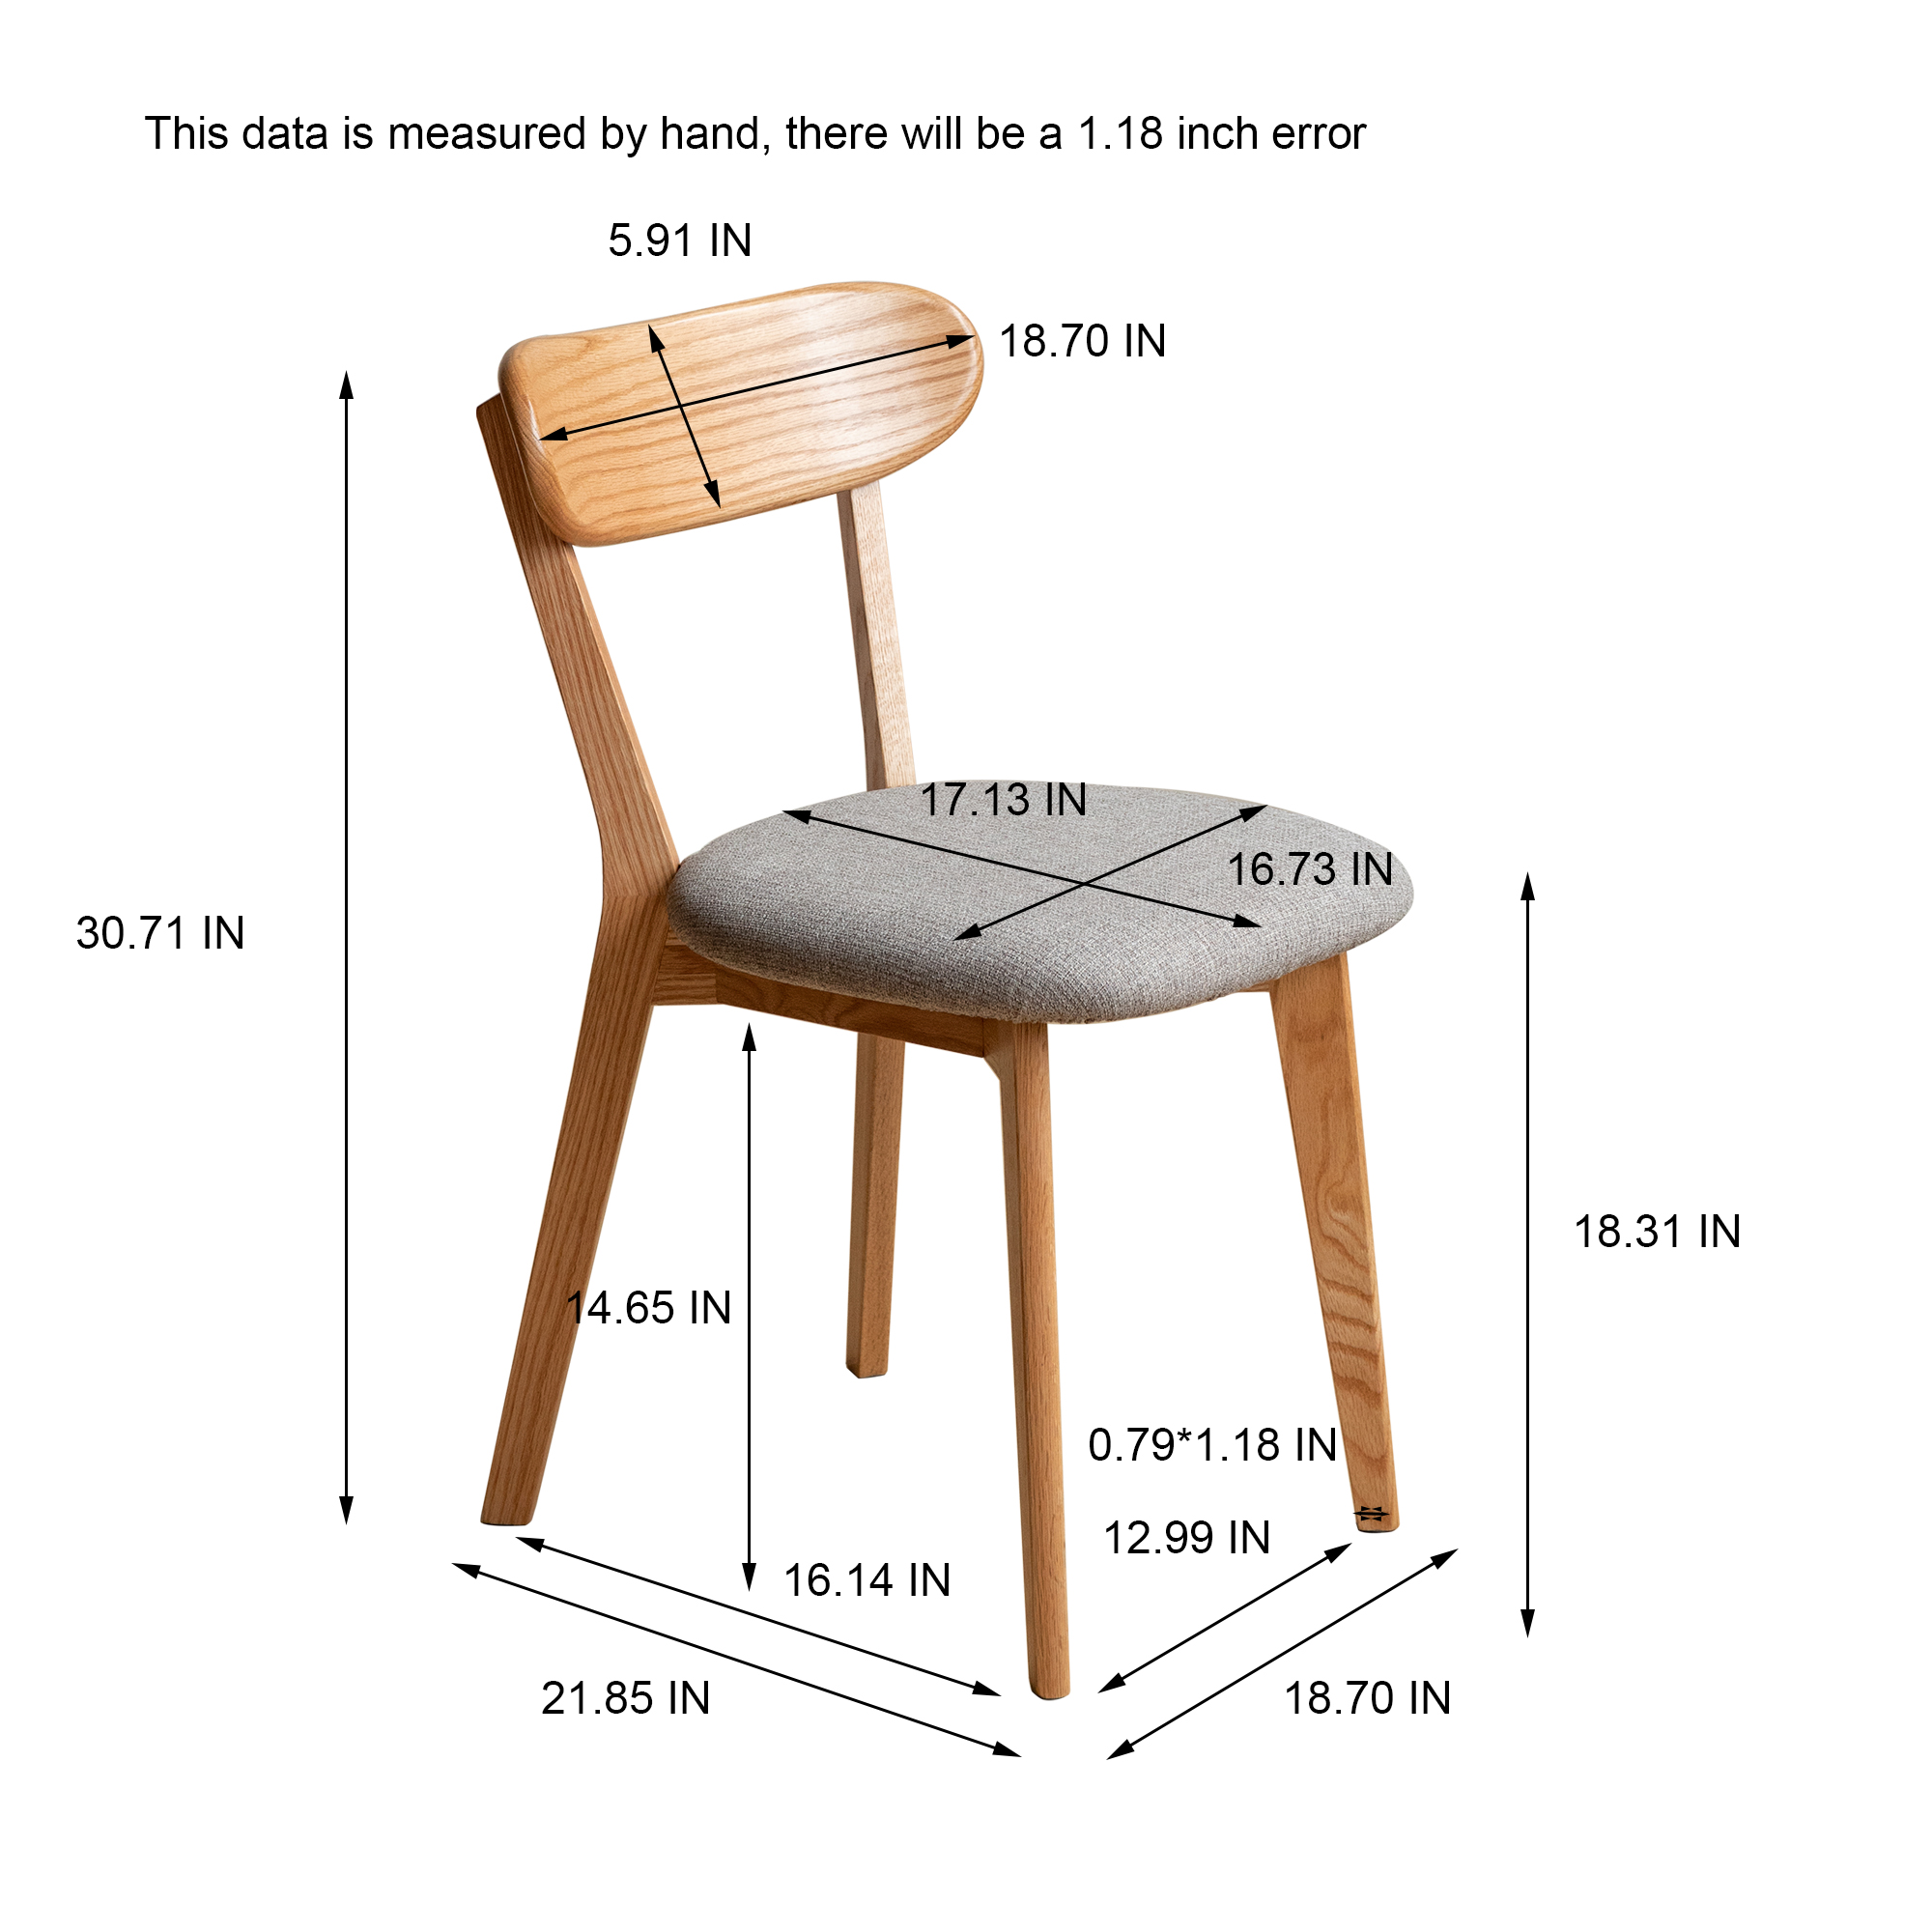 This data is measured by hand, there will be a 1.18 inch error
5.91 IN
18.70 IN
17.13 IN
16.73 IN
30.71 IN
18.31 IN
14.65 IN
0.79*1.18 IN
12.99 IN
16.14 IN
21.85 IN
18.70 IN